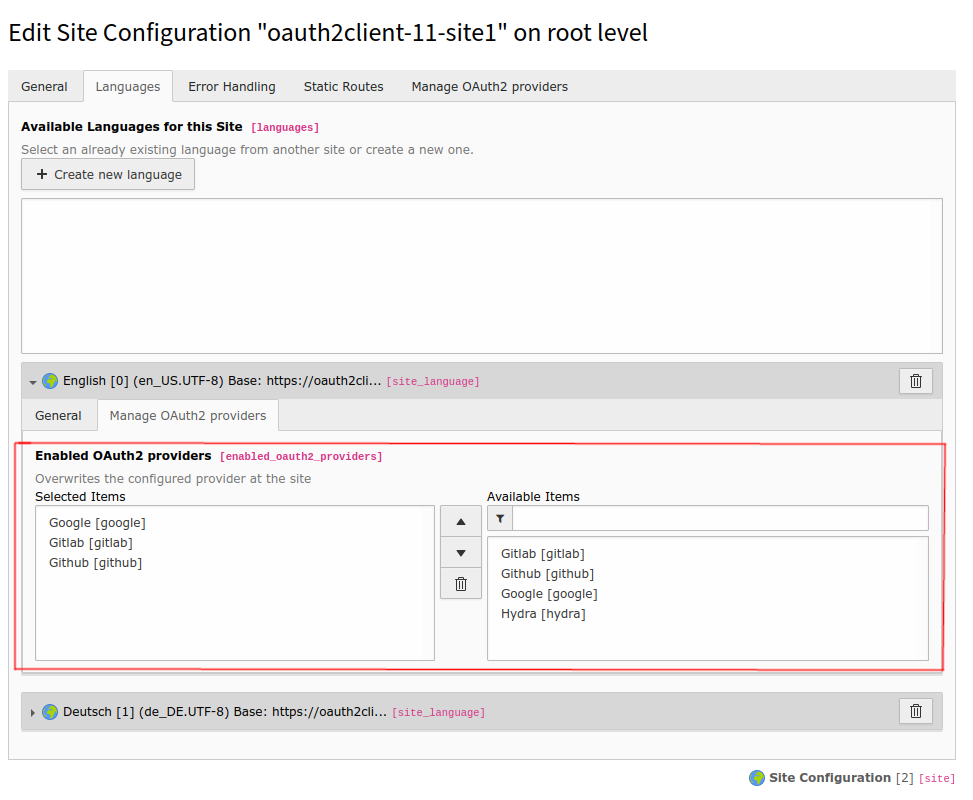 Edit Site Configuration "oauth2client-11-site1" on root level
General Languages Error Handling Static Routes Manage OAuth2 providers
Available Languages for this Site [languages]
Select an already existing language from another site or create a new one.
+ Create new language
English [0] (en_US.UTF-8) Base: https://oauth2cli... [site_language]
General Manage OAuth2 providers
Enabled OAuth2 providers [enabled_oauth2_providers]
Overwrites the configured provider at the site
Selected Items
Google [google]
Gitlab [gitlab]
Github [github]
Available Items
Gitlab [gitlab]
Github [github]
Google [google]
Hydra [hydra]
Deutsch [1] (de_DE.UTF-8) Base: https://oauth2cli... [site_language]
Site Configuration [2] [site]